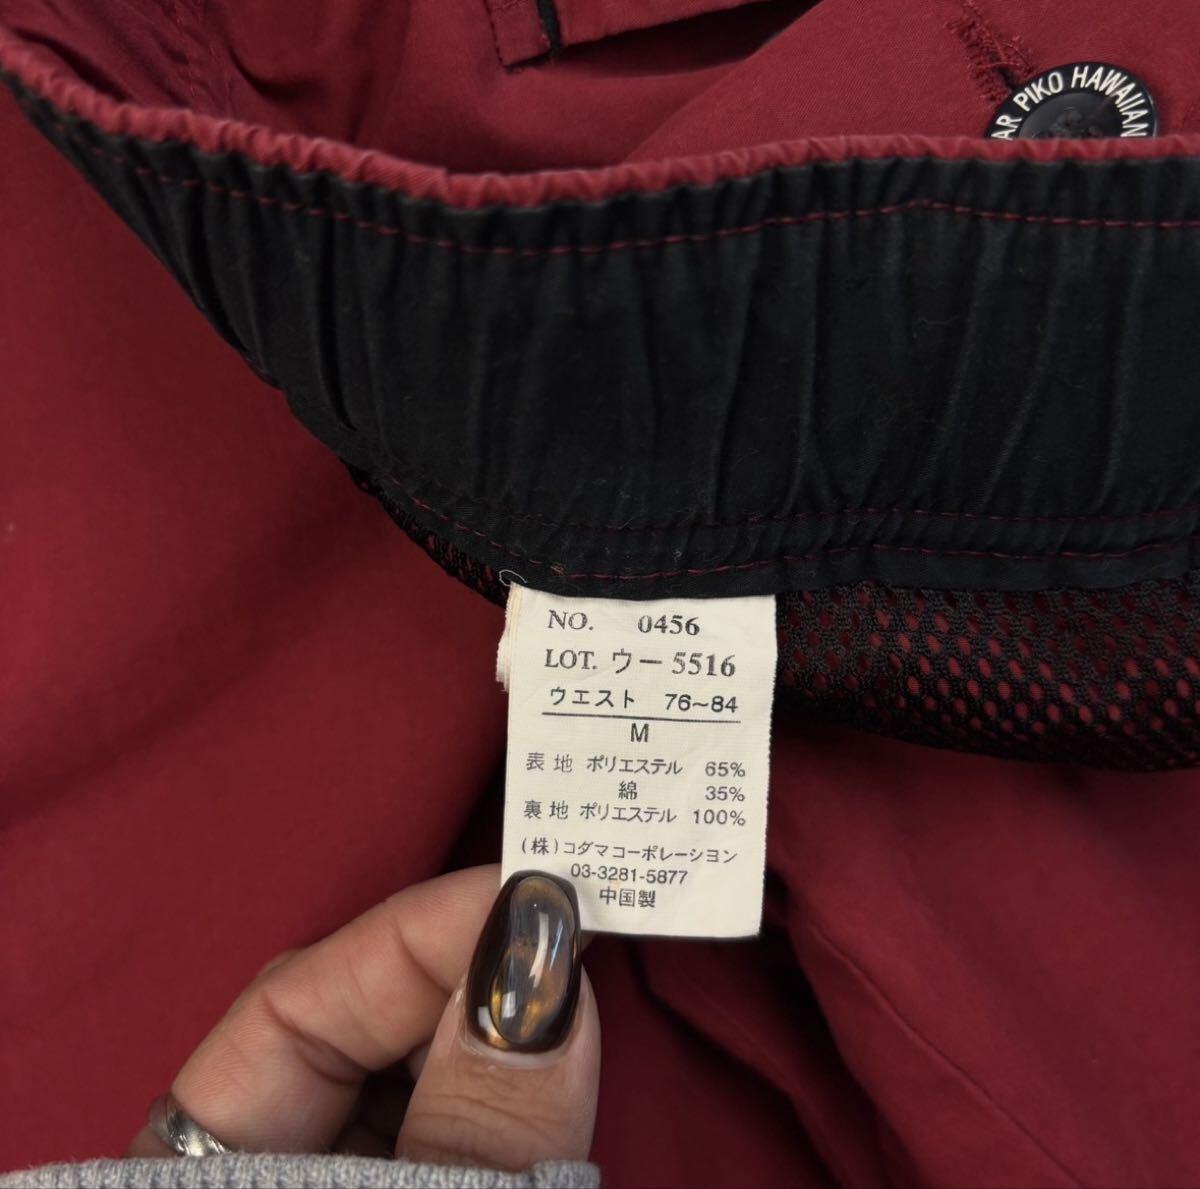 AR PIKO HAWAIIAN
NO. 0456
LOT. ウー5516
ウエスト 76~84
M
表地 ポリエステル 65%
綿 35%
裏地 ポリエステル 100%
(株)コダマコーポレーシヨン
03-3281-5877
中国製